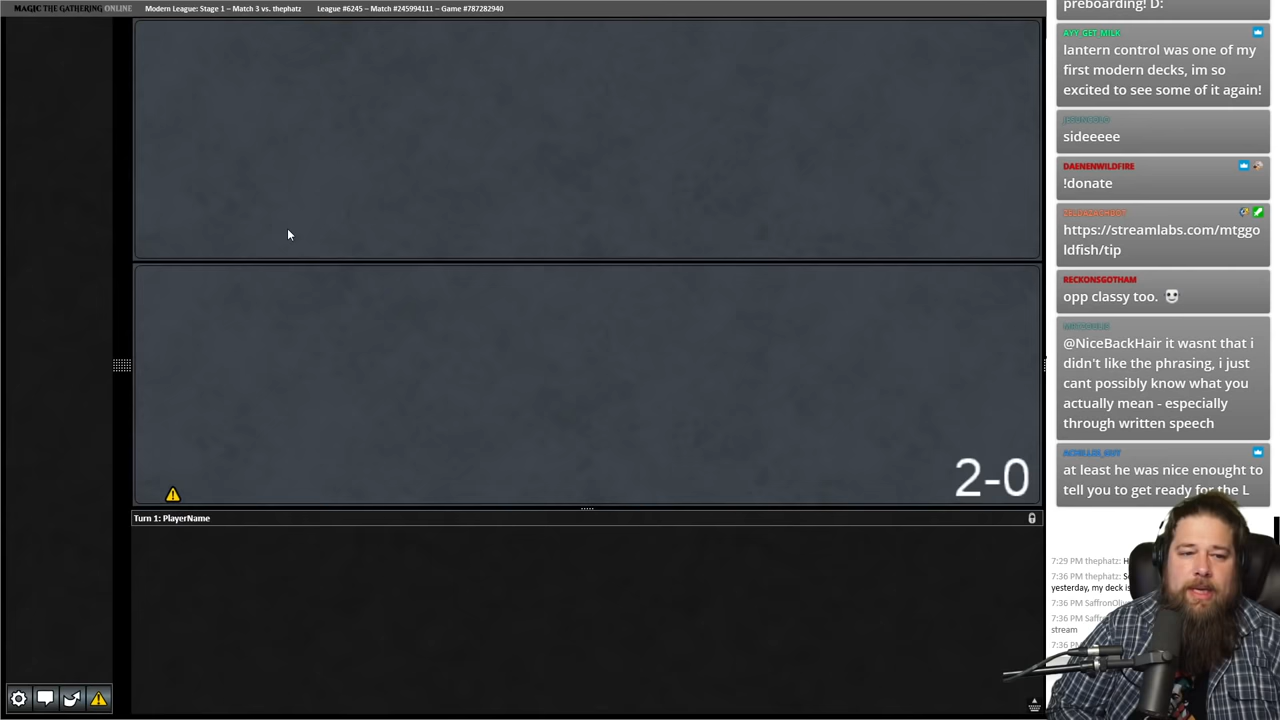 MAGIC THE GATHERING ONLINE Modern League: Stage 1 – Match 3 vs. thephatz League #6245 – Match #245994111 – Game #787282940
preboarding! D:
AYY GET MILK
lantern control was one of my
first modern decks, im so
excited to see some of it again!
sideeeee
DAENENWILDFIRE
!donate
https://streamlabs.com/mtggo
ldfish/tip
RECKONSGOTHAM
opp classy too.
@NiceBackHair it wasnt that i
didn't like the phrasing, i just
cant possibly know what you
actually mean - especially
through written speech
at least he was nice enought to
tell you to get ready for the L
2-0
Turn 1: PlayerName
7:29 PM thephatz:
7:36 PM thephatz:
yesterday, my deck is
7:36 PM
7:36 PM
stream
7:36 PM